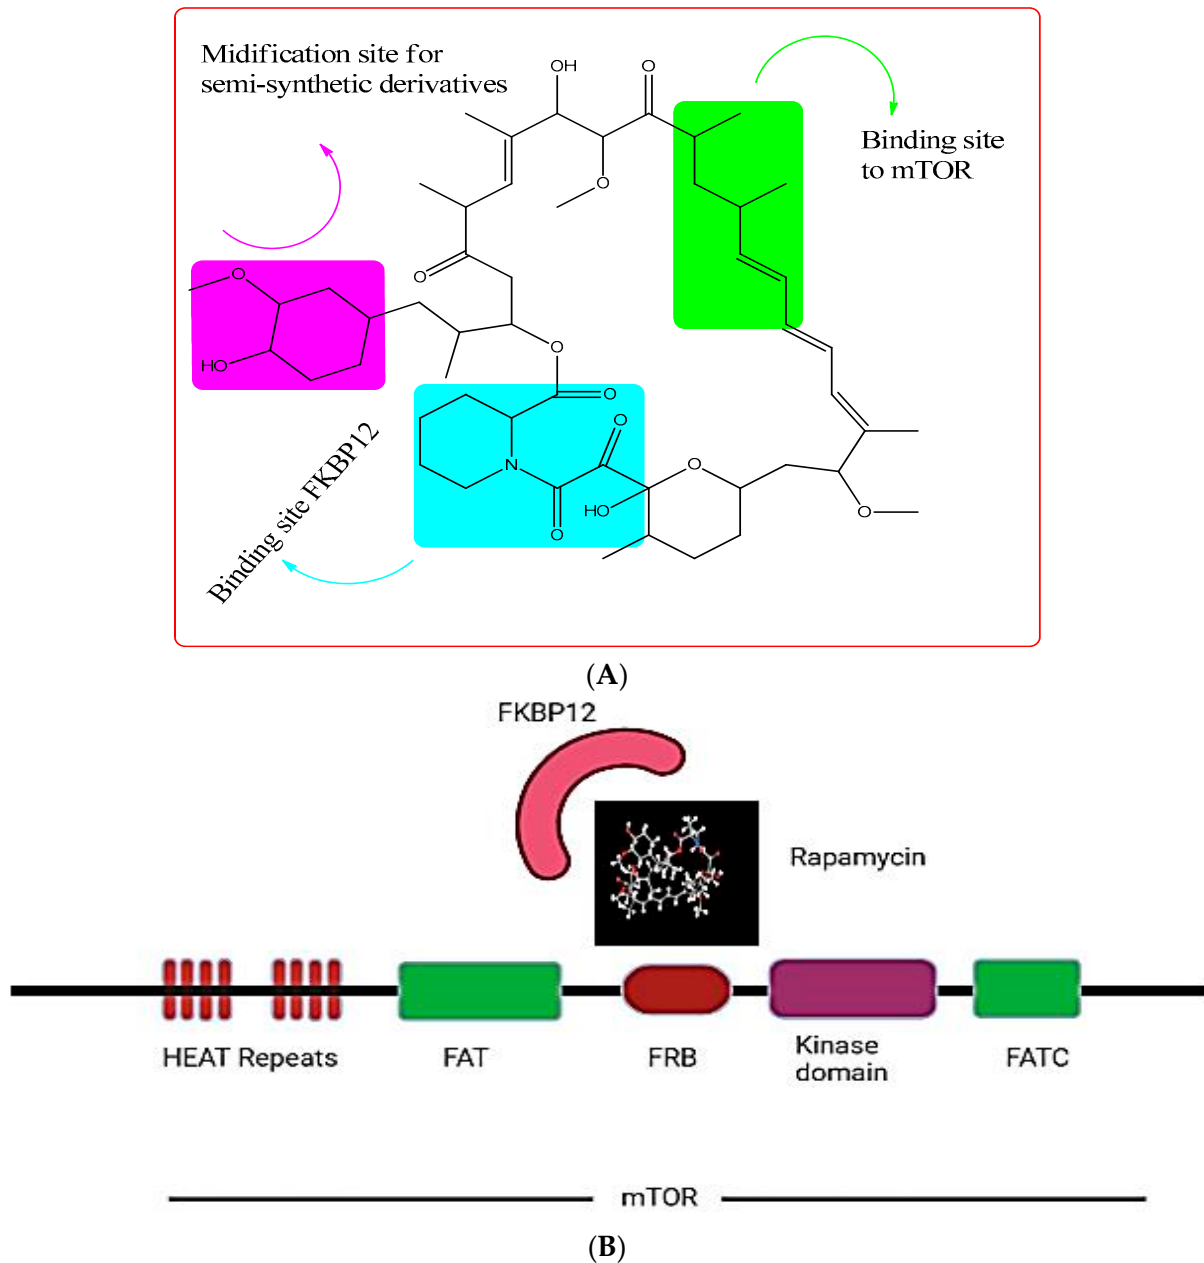 Midification site for
semi-synthetic derivatives
OH
O
Binding site
to mTOR
O
O
O
HO
O
O
O
N
O
HO
O
O
Binding site FKBP12
(A)
FKBP12
Rapamycin
HEAT Repeats
FAT
FRB
Kinase
domain
FATC
mTOR
(B)